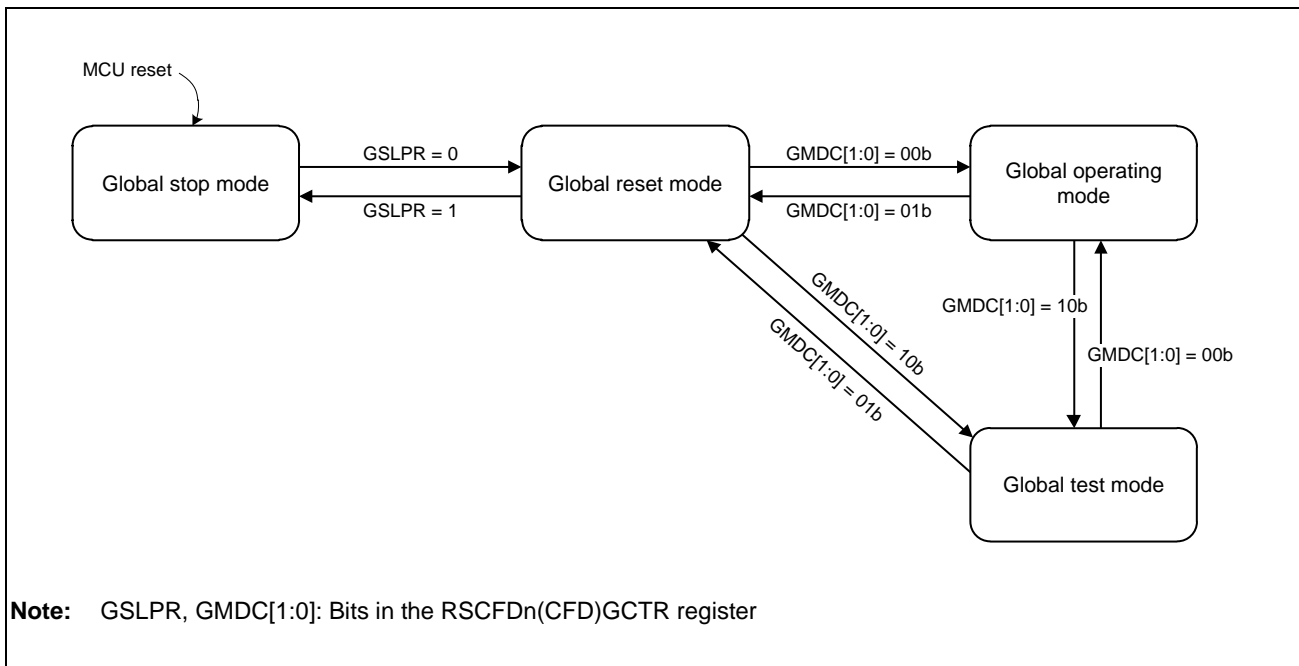 MCU reset
Global stop mode
GSLPR = 0
GSLPR = 1
Global reset mode
GMDC[1:0] = 00b
GMDC[1:0] = 01b
Global operating
mode
GMDC[1:0] = 10b
GMDC[1:0] = 01b
GMDC[1:0] = 10b
GMDC[1:0] = 00b
Global test mode
Note: GSLPR, GMDC[1:0]: Bits in the RSCFDn(CFD)GCTR register